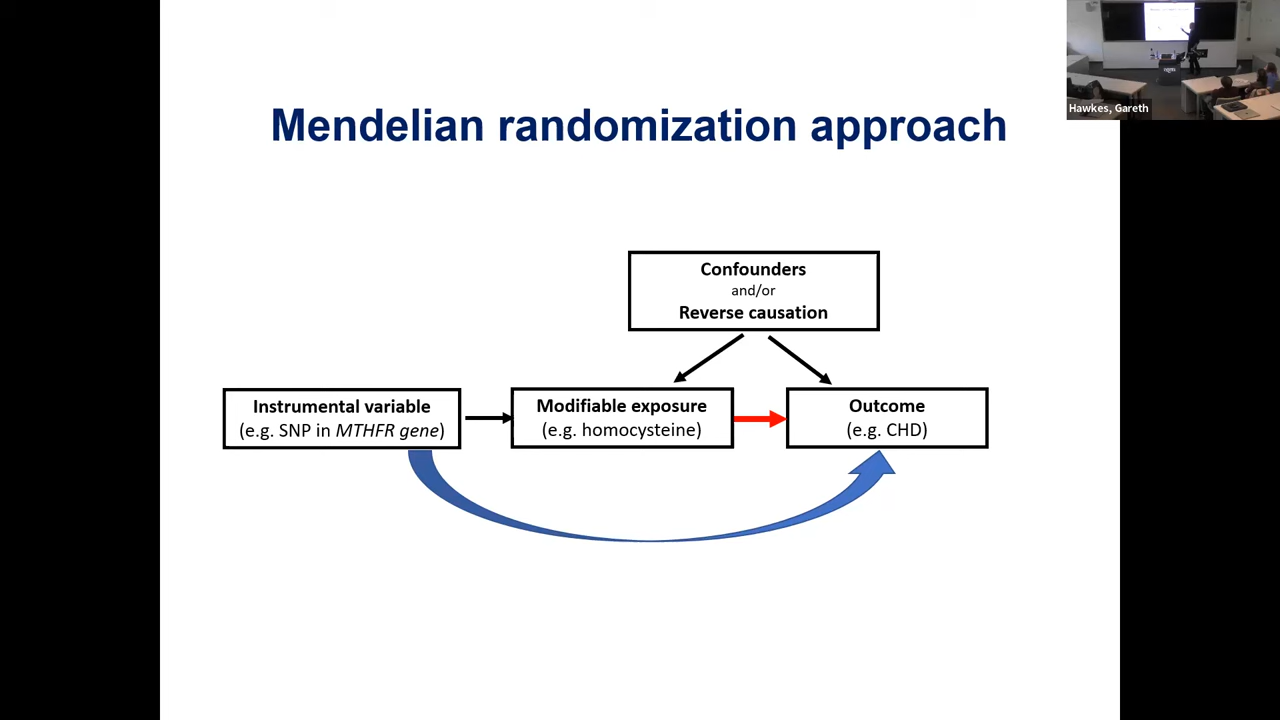 Mendelian randomization approach
Hawkes, Gareth
Confounders
and/or
Reverse causation
Instrumental variable
(e.g. SNP in MTHFR gene)
Modifiable exposure
(e.g. homocysteine)
Outcome
(e.g. CHD)